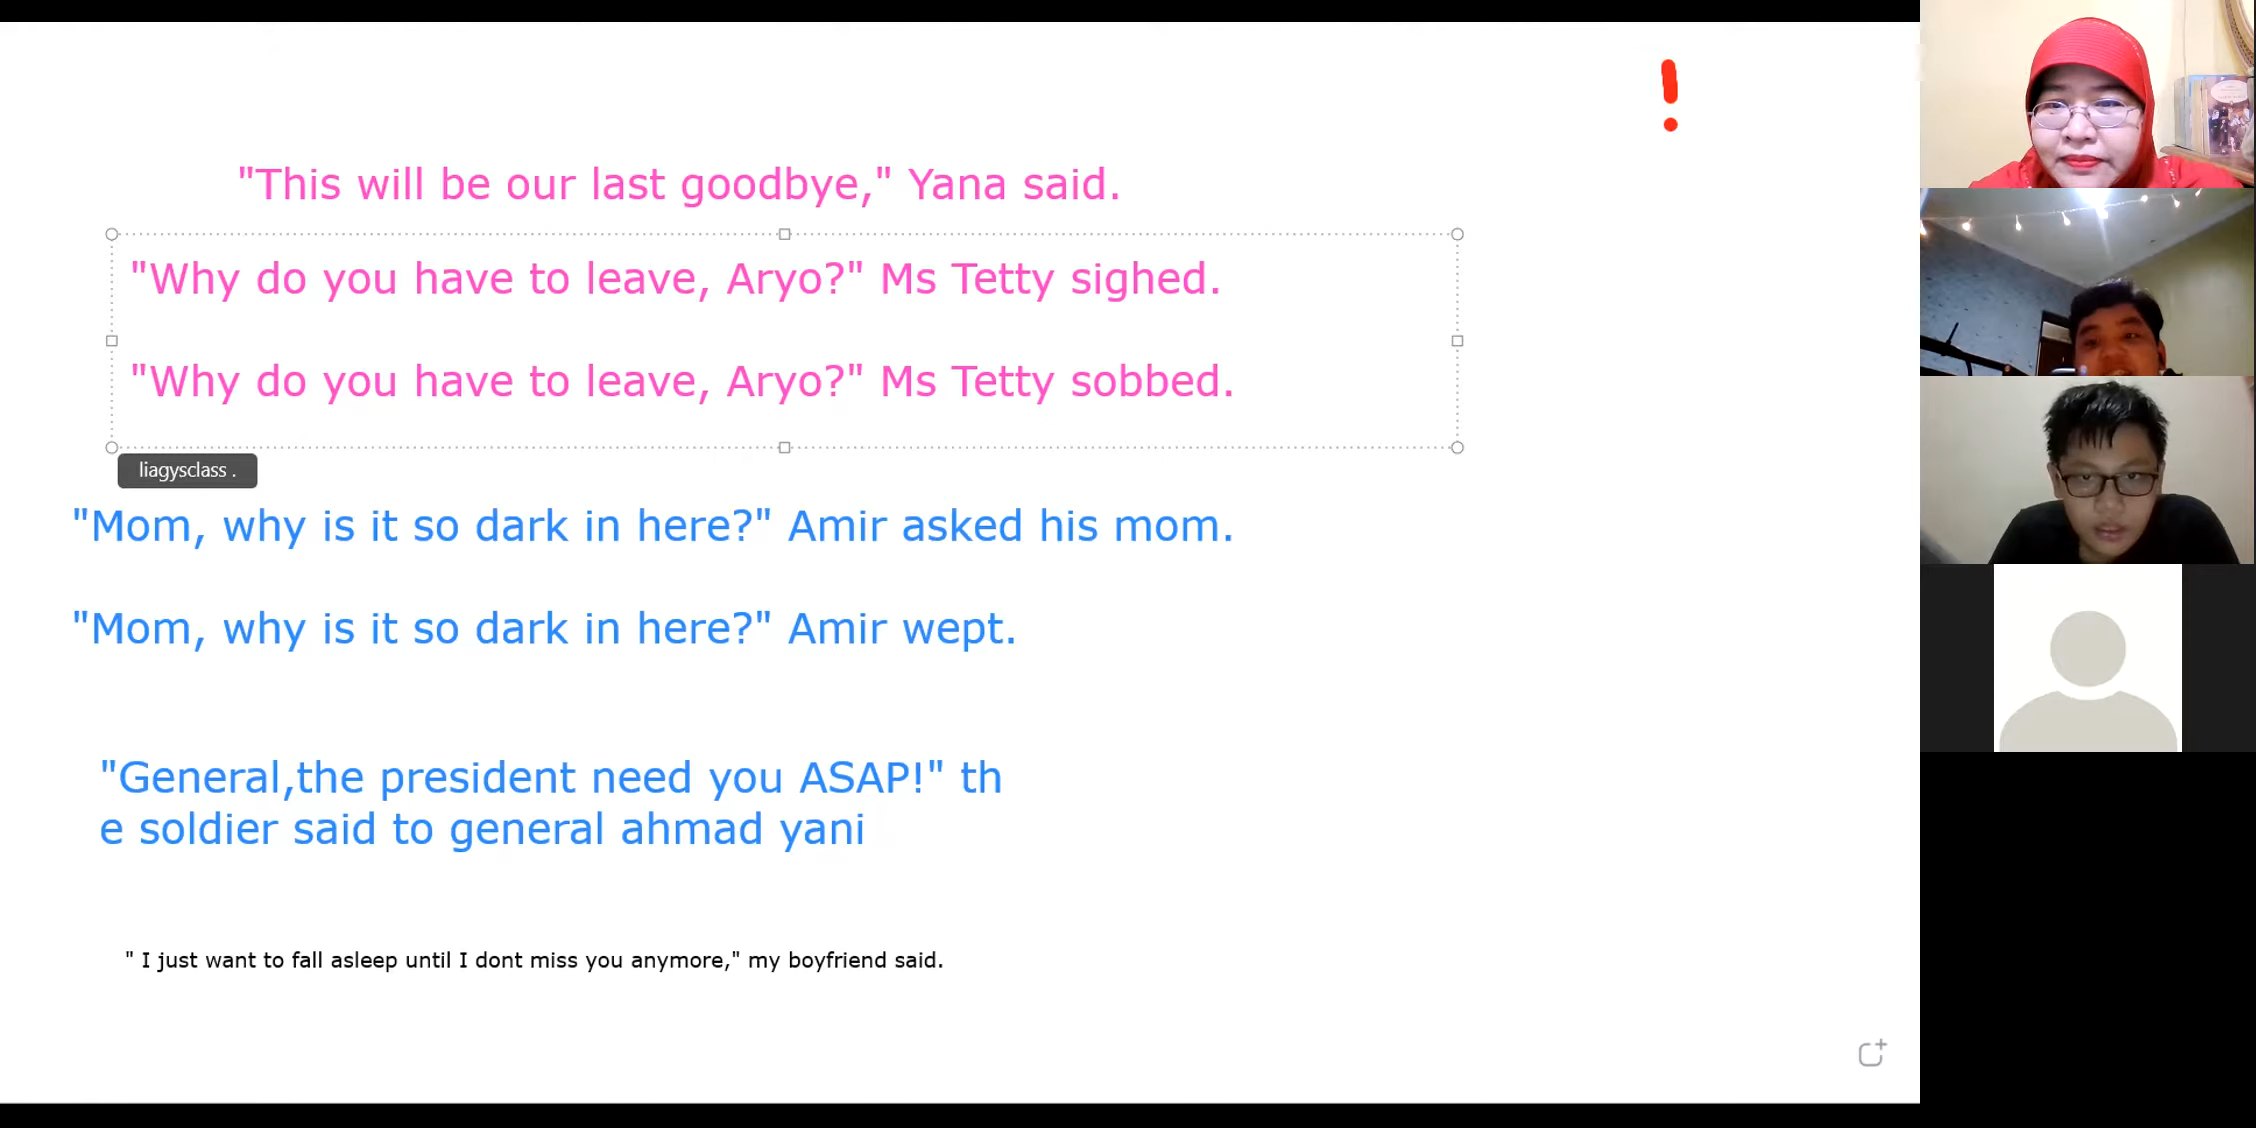 !
"This will be our last goodbye," Yana said.
"Why do you have to leave, Aryo?" Ms Tetty sighed.
"Why do you have to leave, Aryo?" Ms Tetty sobbed.
liagysclass .
"Mom, why is it so dark in here?" Amir asked his mom.
"Mom, why is it so dark in here?" Amir wept.
"General,the president need you ASAP!" th
e soldier said to general ahmad yani
" I just want to fall asleep until I dont miss you anymore," my boyfriend said.